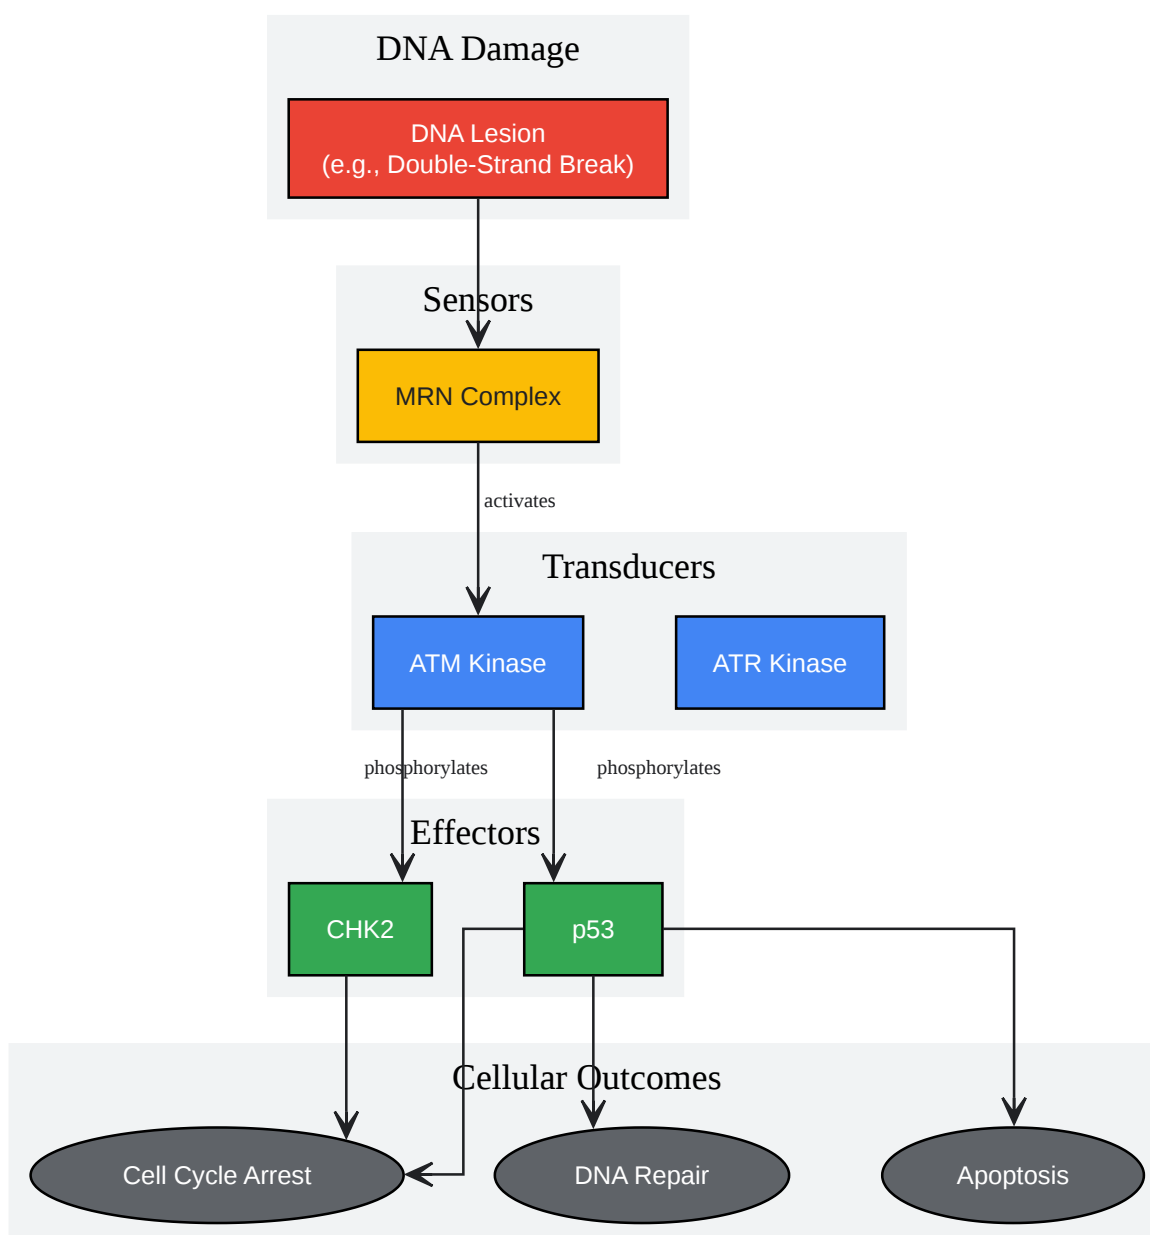 DNA Damage
DNA Lesion
(e.g., Double-Strand Break)
Sensors
MRN Complex
activates
Transducers
ATM Kinase
ATR Kinase
phosphorylates
phosphorylates
Effectors
CHK2
p53
Cellular Outcomes
Cell Cycle Arrest
DNA Repair
Apoptosis